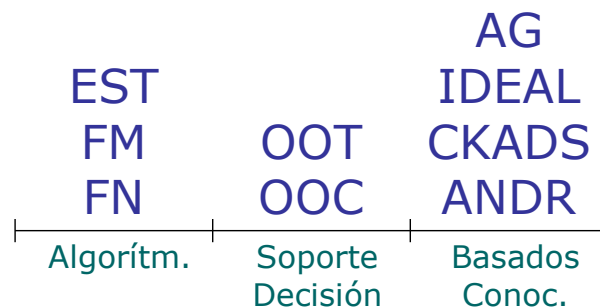 AG
EST IDEAL
FM OOT CKADS
FN OOC ANDR
Algorítm. Soporte Basados
Decisión Conoc.